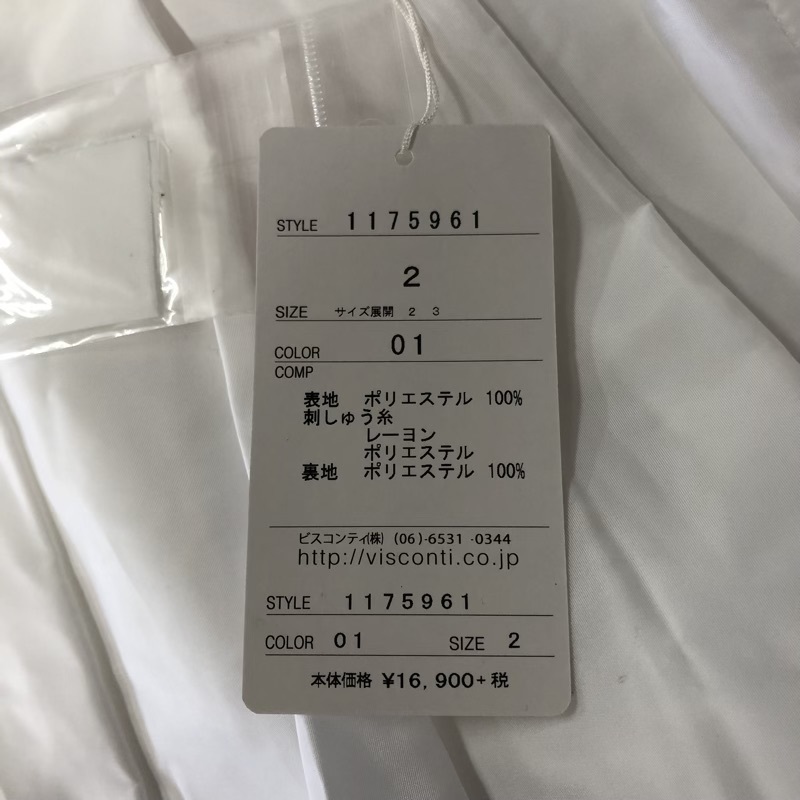 STYLE 1175961
2
SIZE サイズ展開 2 3
COLOR 01
COMP
表地 ポリエステル 100%
刺しゅう糸
レーヨン
ポリエステル
裏地 ポリエステル 100%
ビスコンティ(株) (06)-6531-0344
http://visconti.co.jp
STYLE 1175961
COLOR 01 SIZE 2
本体価格 ¥16,900+税